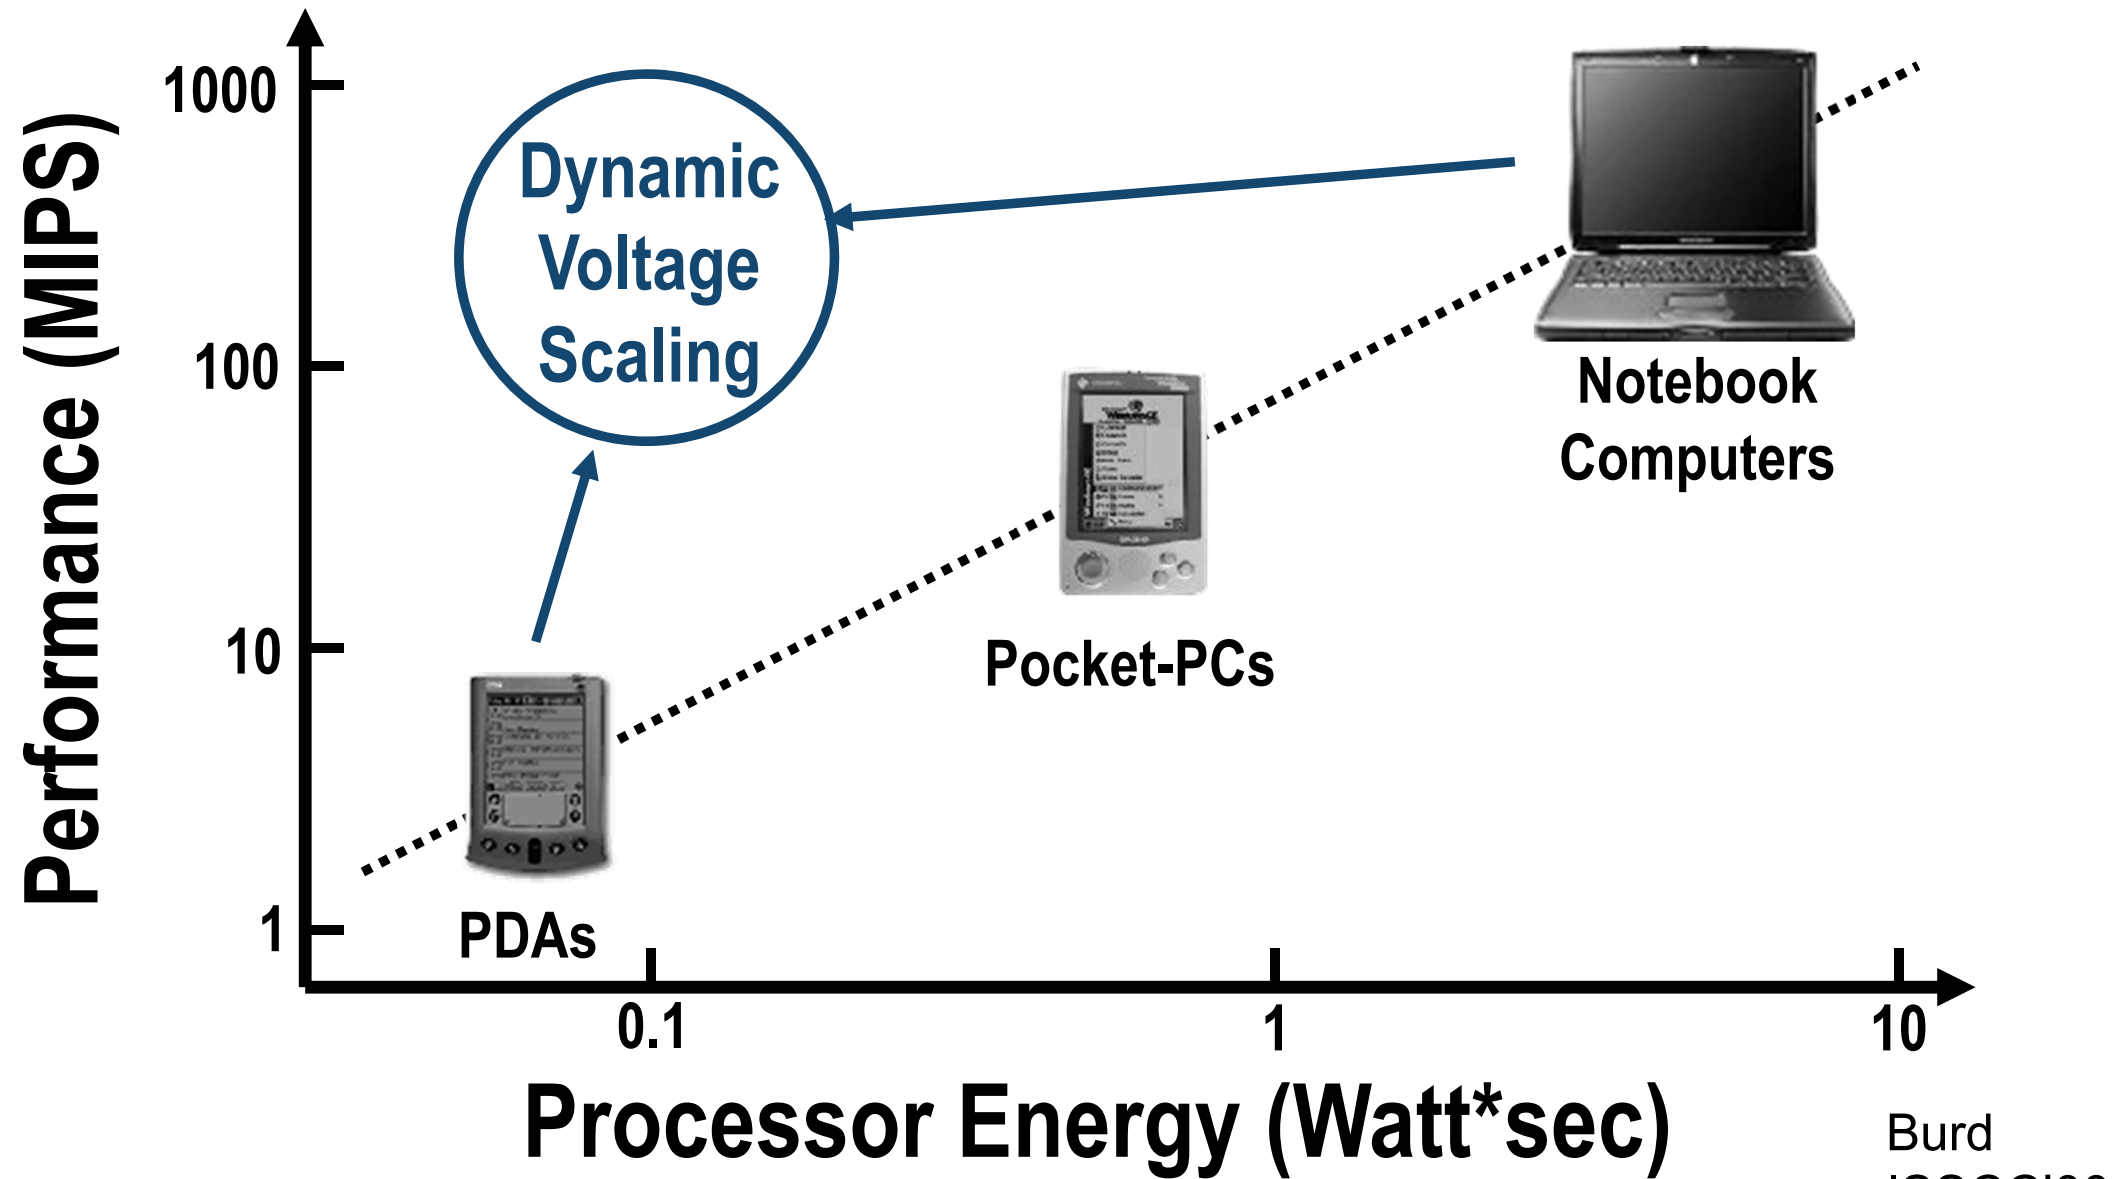 Performance (MIPS)
1000
100
10
1
Dynamic
Voltage
Scaling
Notebook
Computers
Pocket-PCs
PDAs
0.1
1
10
Processor Energy (Watt*sec)
Burd